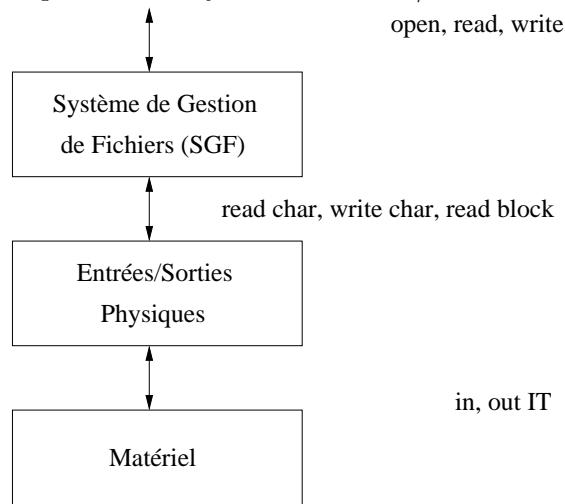 open, read, write
Système de Gestion
de Fichiers (SGF)
read char, write char, read block
Entrées/Sorties
Physiques
in, out IT
Matériel